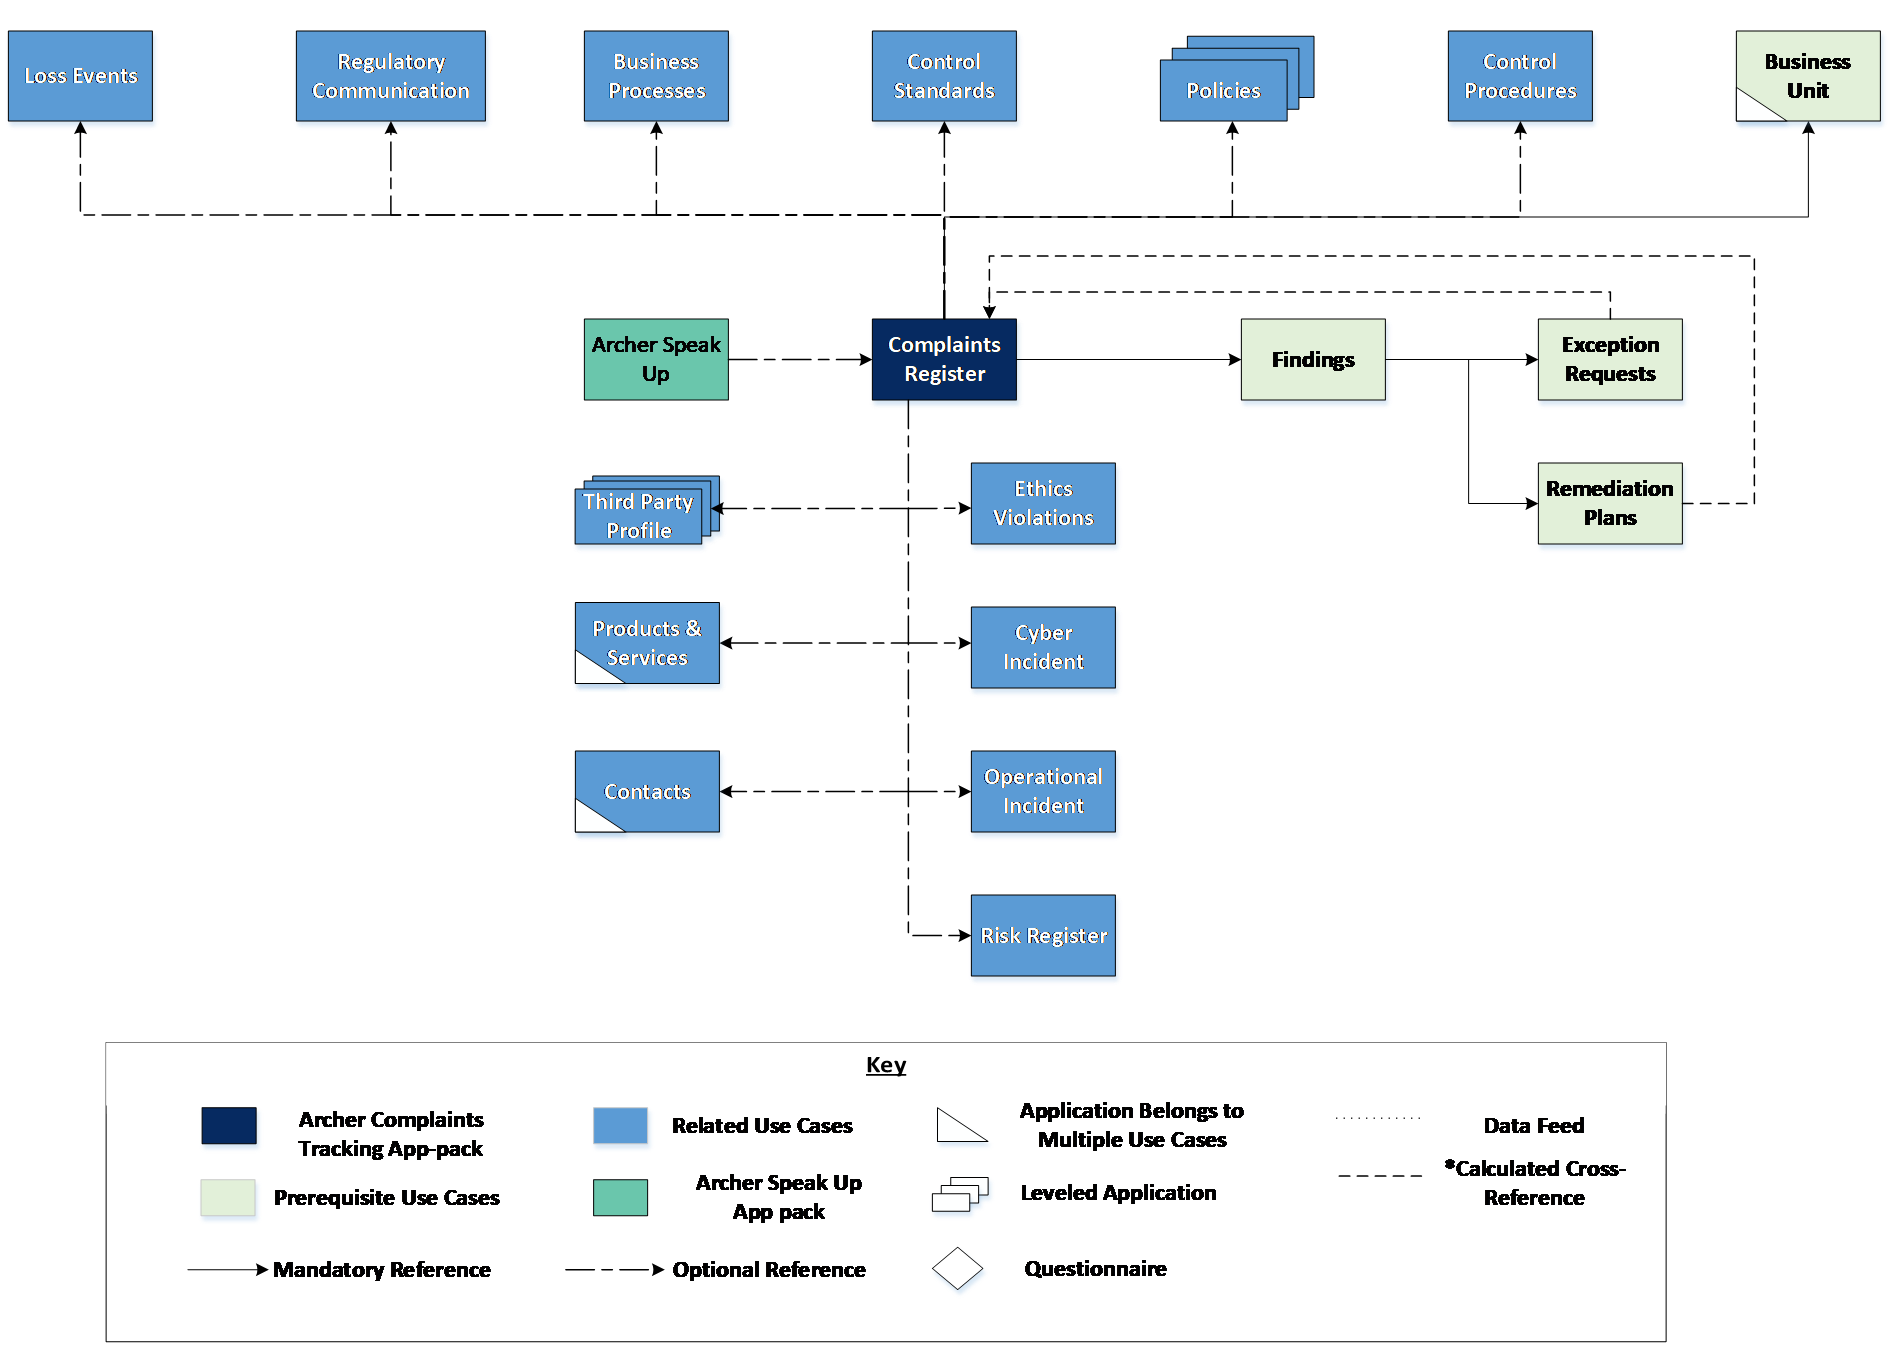 Loss Events
Regulatory
Communication
Business
Processes
Control
Standards
Policies
Control
Procedures
Business
Unit
Archer Speak
Up
Complaints
Register
Findings
Exception
Requests
Third Party
Profile
Ethics
Violations
Remediation
Plans
Products &
Services
Cyber
Incident
Contacts
Operational
Incident
Risk Register
Key
Archer Complaints
Tracking App-pack
Related Use Cases
Application Belongs to
Multiple Use Cases
Data Feed
Prerequisite Use Cases
Archer Speak Up
App pack
Leveled Application
*Calculated Cross-
Reference
Mandatory Reference
Optional Reference
Questionnaire